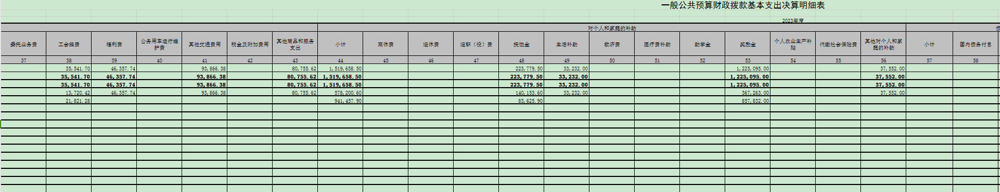 一般公共预算财政拨款基本支出决算明细表
2023年度
对个人和家庭的补助
委托业务费 工会经费 福利费 公务用车运行维护费 其他交通费用 税金及附加费用 其他商品和服务支出 小计 离休费 退休费 退职（役）费 抚恤金 生活补助 救济费 医疗费补助 助学金 奖励金 个人农业生产补贴 代缴社会保险费 其他对个人和家庭的补助 小计 国内债务付息
37 38 39 40 41 42 43 44 45 46 47 48 49 50 51 52 53 54 55 56 57 58
35,541.70 46,357.74 93,866.38 80,755.62 1,519,658.50 223,779.50 33,232.00 1,225,095.00 37,552.00
35,541.70 46,357.74 93,866.38 80,755.62 1,519,658.50 223,779.50 33,232.00 1,225,095.00 37,552.00
35,541.70 46,357.74 93,866.38 80,755.62 1,519,658.50 223,779.50 33,232.00 1,225,095.00 37,552.00
13,720.42 46,357.74 93,866.38 80,755.62 578,200.60 140,153.60 33,232.00 367,263.00 37,552.00
21,821.28 941,457.90 83,625.90 857,832.00